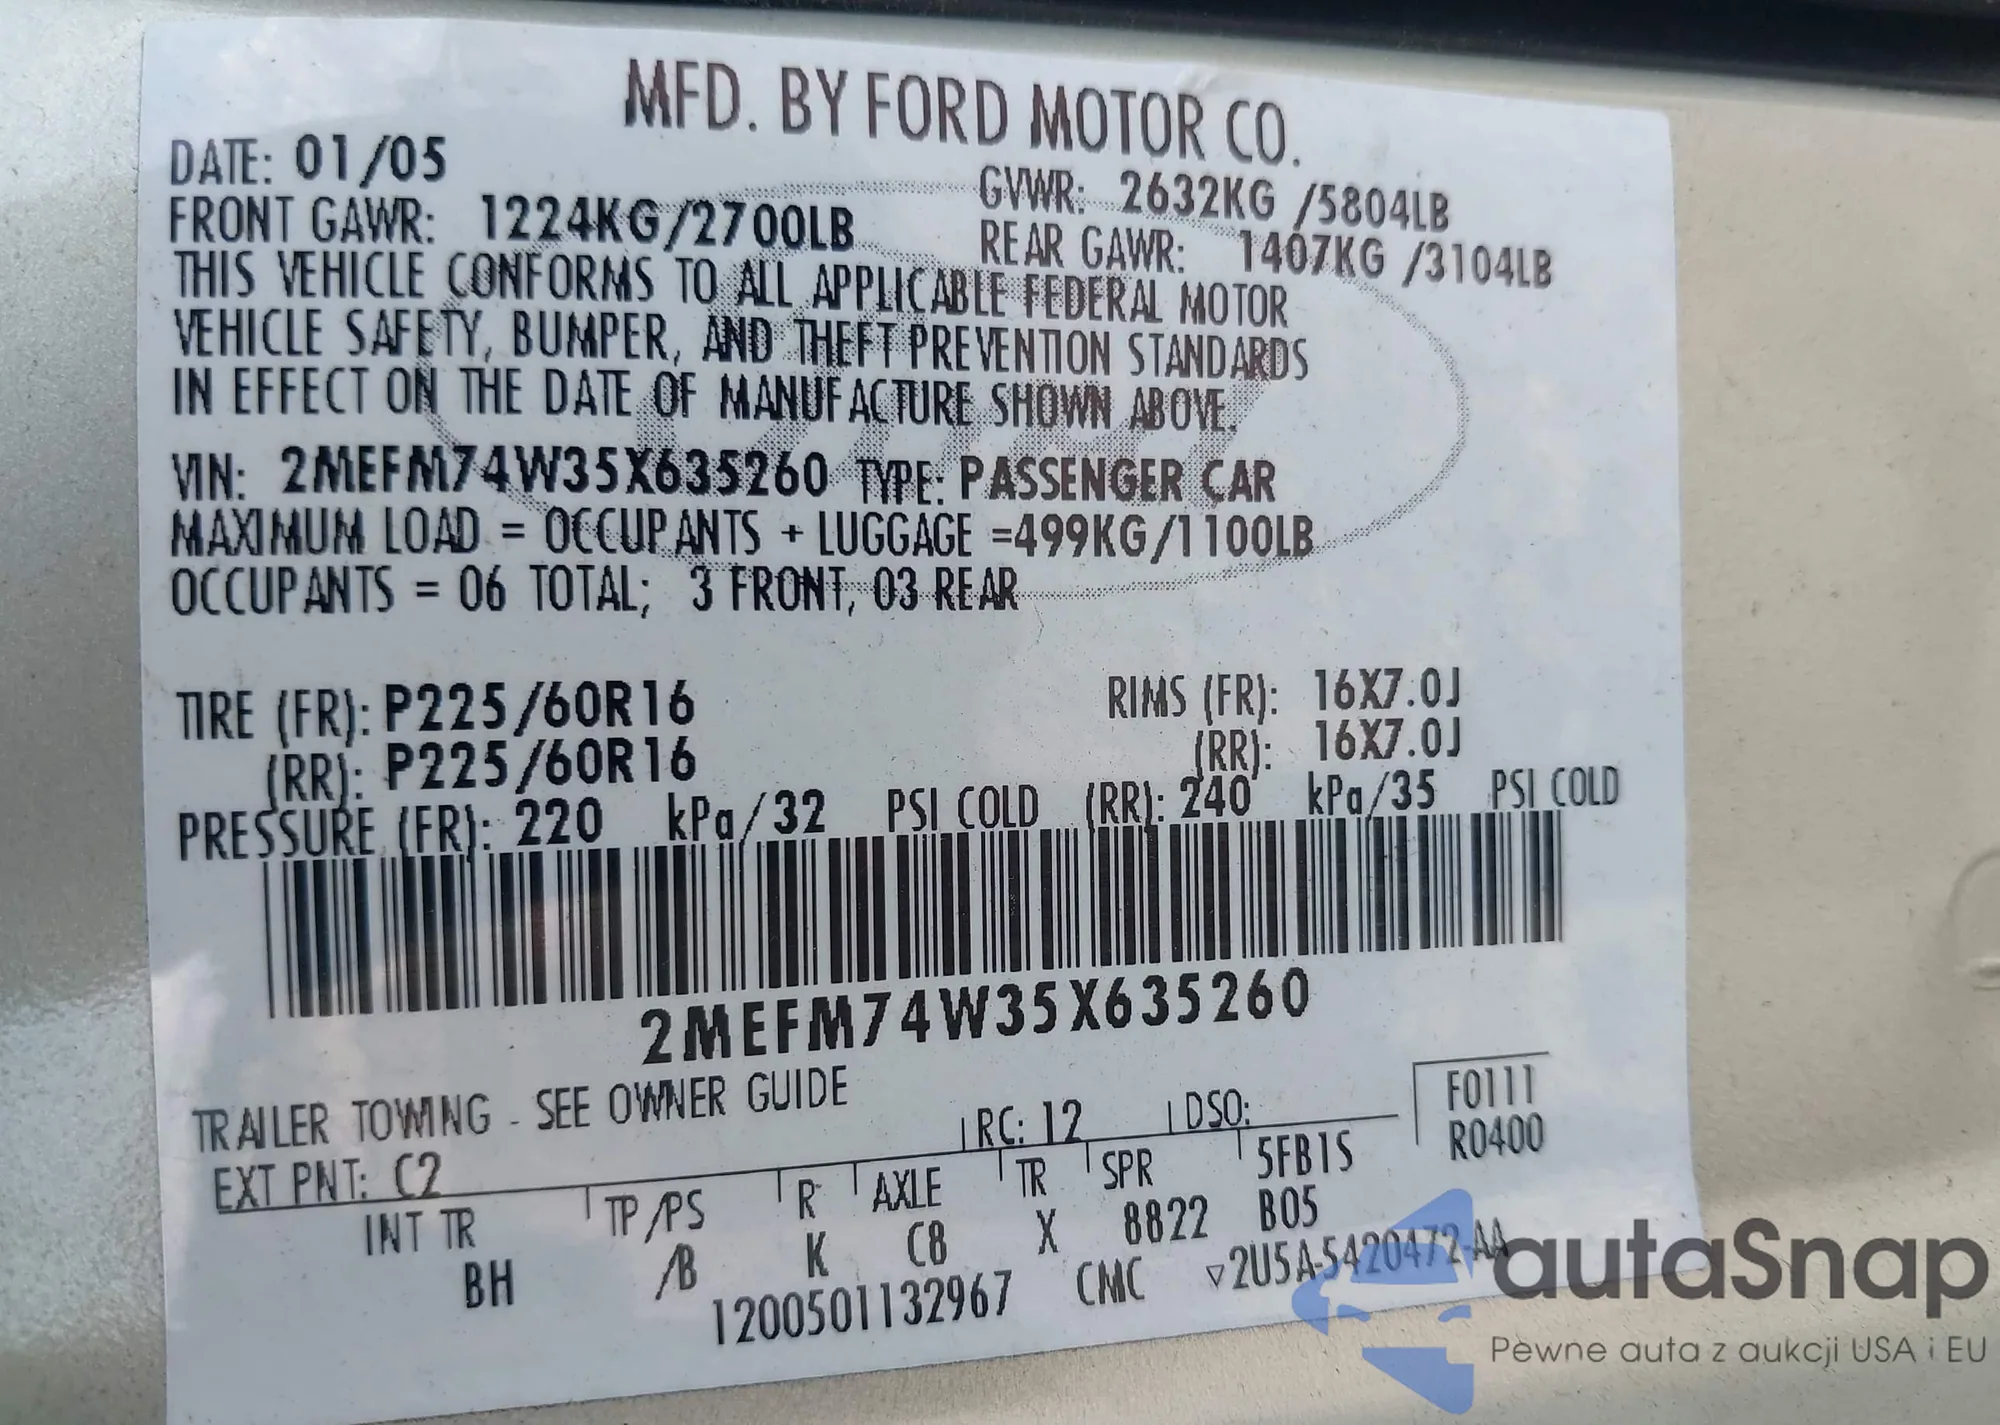 MFD. BY FORD MOTOR CO.
DATE: 01/05
GVWR: 2632KG /5804LB
FRONT GAWR: 1224KG/2700LB
REAR GAWR: 1407KG /3104LB
THIS VEHICLE CONFORMS TO ALL APPLICABLE FEDERAL MOTOR
VEHICLE SAFETY, BUMPER, AND THEFT PREVENTION STANDARDS
IN EFFECT ON THE DATE OF MANUFACTURE SHOWN ABOVE.
VIN: 2MEFM74W35X635260 TYPE: PASSENGER CAR
MAXIMUM LOAD = OCCUPANTS + LUGGAGE =499KG/1100LB
OCCUPANTS = 06 TOTAL; 3 FRONT, 03 REAR
TIRE (FR): P225/60R16 RIMS (FR): 16X7.0J
(RR): P225/60R16 (RR): 16X7.0J
PRESSURE (FR): 220 kPa/32 PSI COLD (RR): 240 kPa/35 PSI COLD
2MEFM74W35X635260
TRAILER TOWING - SEE OWNER GUIDE
RC: 12 DSO: F0111
R0400
EXT PNT: C2
INT TR TP/PS R AXLE TR SPR 5FB1S
BH /B K C8 X 8822 B05
1200501132967 CMC ▽2U5A-5420472-AA
autaSnap
Pewne auta z aukcji USA i EU